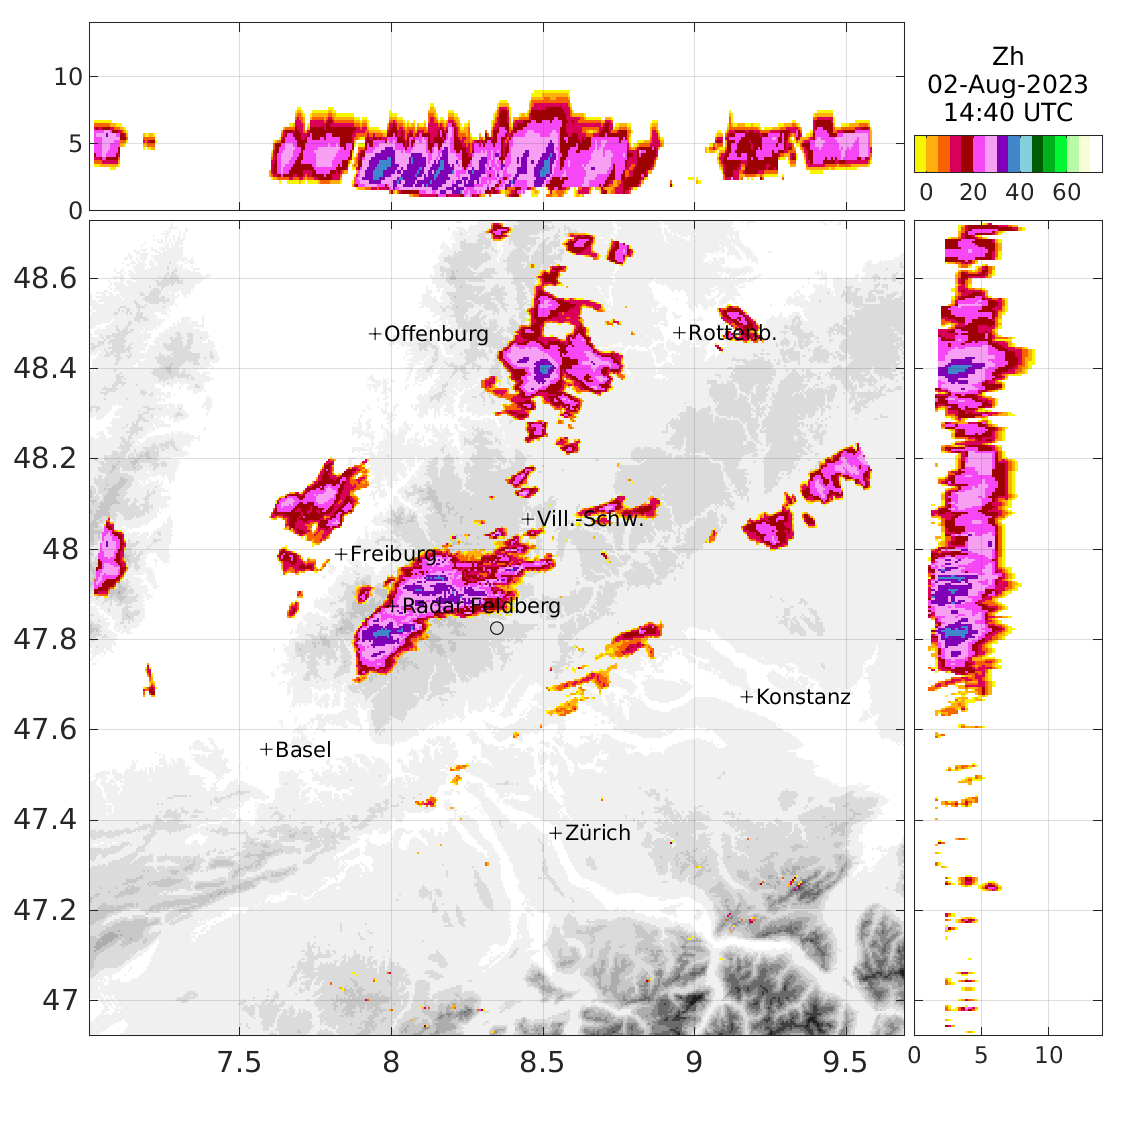 Zh
02-Aug-2023
14:40 UTC
0 20 40 60
10
5
0
48.6
48.4
48.2
48
47.8
47.6
47.4
47.2
47
+Offenburg
+Rottenb.
+Vill.-Schw.
+Freiburg
+Radar Feldberg
+Konstanz
+Basel
+Zürich
7.5 8 8.5 9 9.5
0 5 10